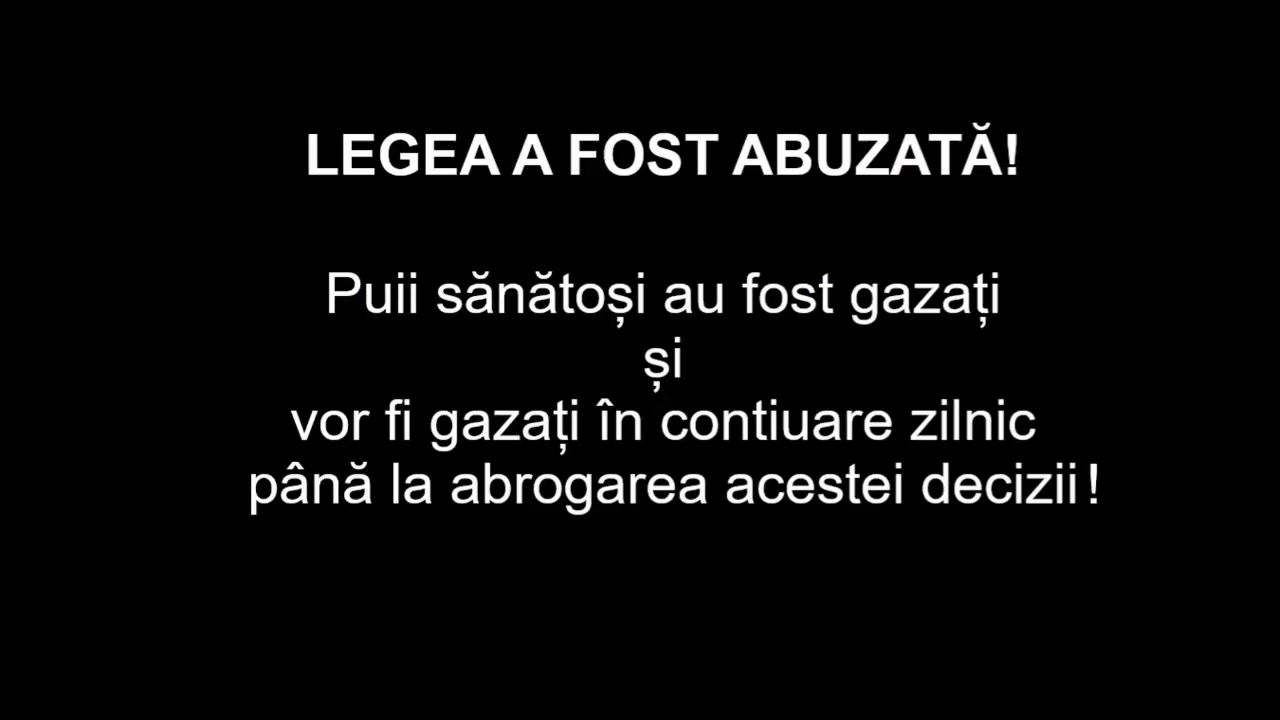 LEGEA A FOST ABUZATĂ!
Puii sănătoși au fost gazați
și
vor fi gazați în contiuare zilnic
până la abrogarea acestei decizii !